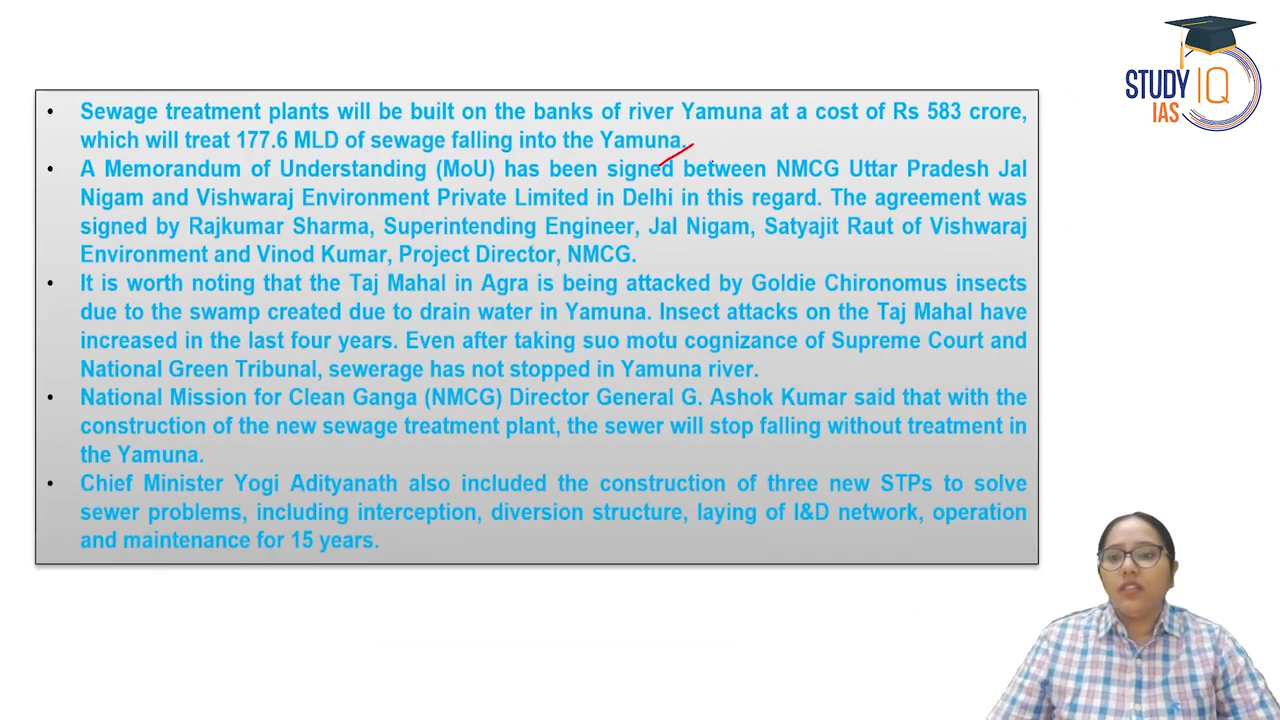 STUDY IQ
IAS
• Sewage treatment plants will be built on the banks of river Yamuna at a cost of Rs 583 crore,
which will treat 177.6 MLD of sewage falling into the Yamuna.
• A Memorandum of Understanding (MoU) has been signed between NMCG Uttar Pradesh Jal
Nigam and Vishwaraj Environment Private Limited in Delhi in this regard. The agreement was
signed by Rajkumar Sharma, Superintending Engineer, Jal Nigam, Satyajit Raut of Vishwaraj
Environment and Vinod Kumar, Project Director, NMCG.
• It is worth noting that the Taj Mahal in Agra is being attacked by Goldie Chironomus insects
due to the swamp created due to drain water in Yamuna. Insect attacks on the Taj Mahal have
increased in the last four years. Even after taking suo motu cognizance of Supreme Court and
National Green Tribunal, sewerage has not stopped in Yamuna river.
• National Mission for Clean Ganga (NMCG) Director General G. Ashok Kumar said that with the
construction of the new sewage treatment plant, the sewer will stop falling without treatment in
the Yamuna.
• Chief Minister Yogi Adityanath also included the construction of three new STPs to solve
sewer problems, including interception, diversion structure, laying of I&D network, operation
and maintenance for 15 years.